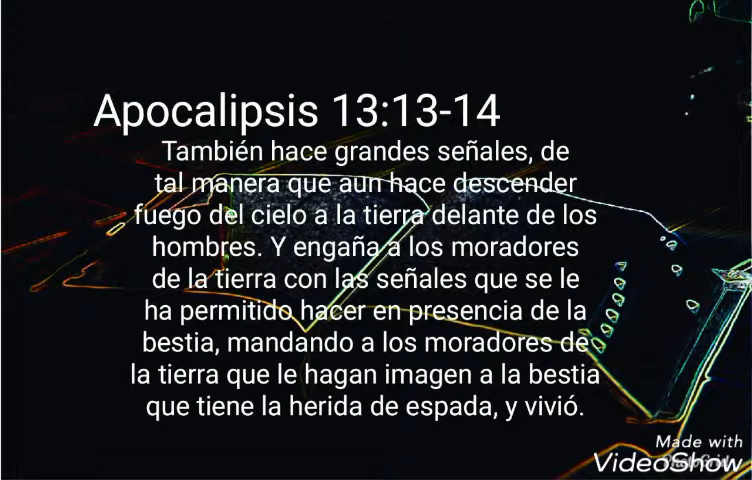 Apocalipsis 13:13-14
También hace grandes señales, de
tal manera que aun hace descender
fuego del cielo a la tierra delante de los
hombres. Y engaña a los moradores
de la tierra con las señales que se le
ha permitido hacer en presencia de la
bestia, mandando a los moradores de
la tierra que le hagan imagen a la bestia
que tiene la herida de espada, y vivió.
Made with
VideoShow